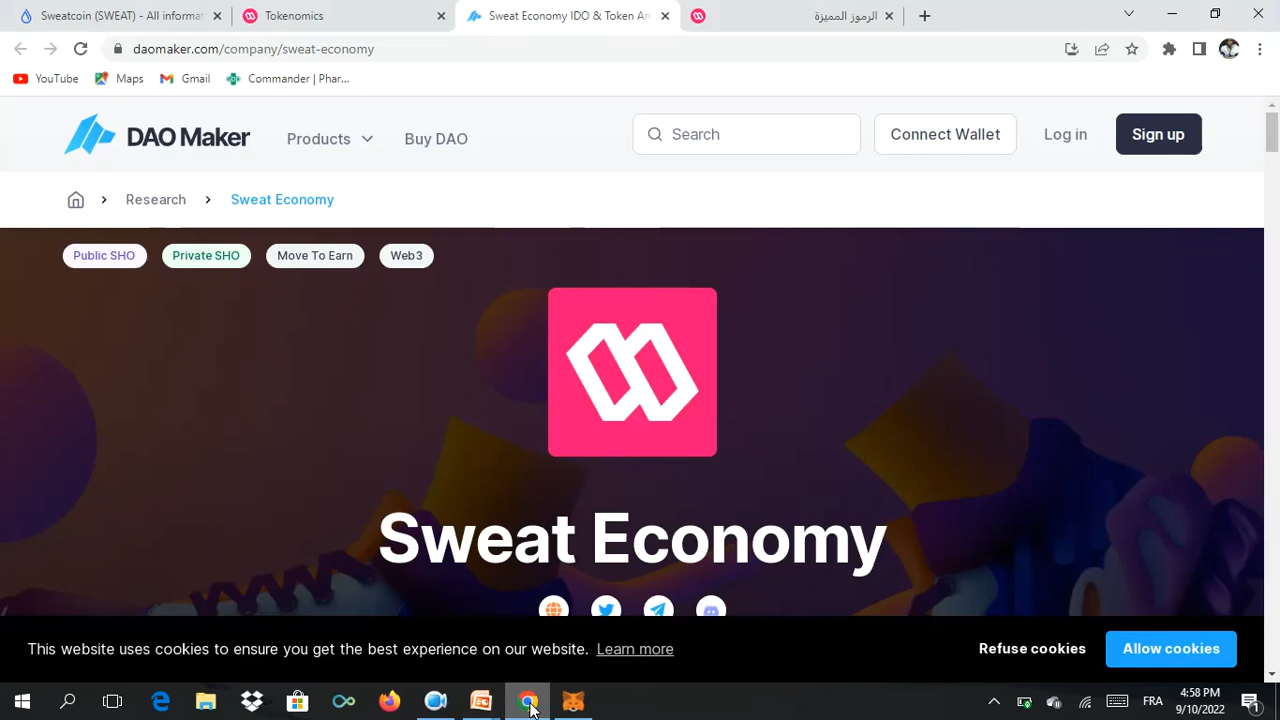 Sweatcoin (SWEAT) - All informat
Tokenomics
Sweat Economy IDO & Token An
الرموز المميزة
daomaker.com/company/sweat-economy
YouTube
Maps
Gmail
Commander | Phar...
DAO Maker
Products
Buy DAO
Search
Connect Wallet
Log in
Sign up
Research
Sweat Economy
Public SHO
Private SHO
Move To Earn
Web3
Sweat Economy
This website uses cookies to ensure you get the best experience on our website. Learn more
Refuse cookies
Allow cookies
FRA
4:58 PM
9/10/2022
1